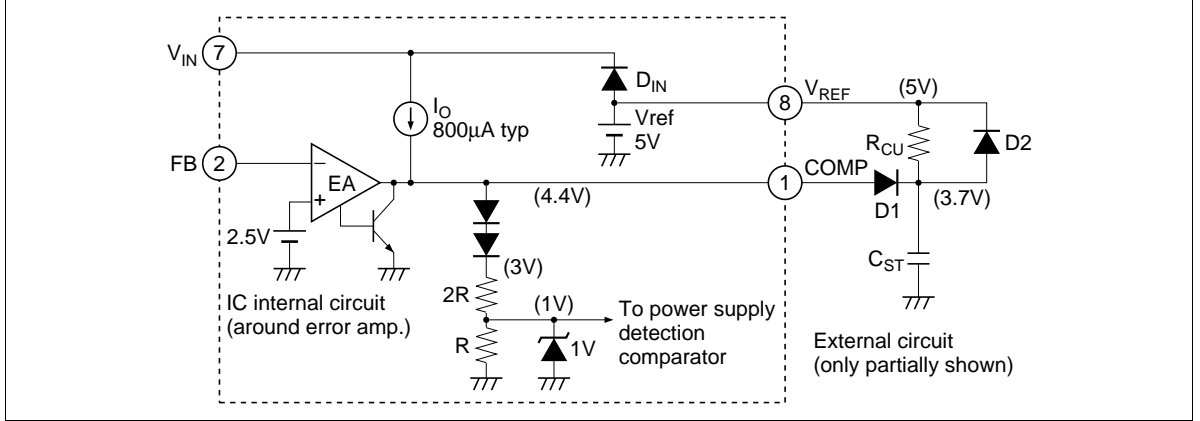 VIN 7
DIN
8 VREF (5V)
IO
800μA typ
Vref
5V
RCU
D2
FB 2
−
EA
+
2.5V
(4.4V)
1 COMP
D1
(3.7V)
(3V)
CST
2R
(1V)
To power supply
detection
comparator
R
1V
IC internal circuit
(around error amp.)
External circuit
(only partially shown)